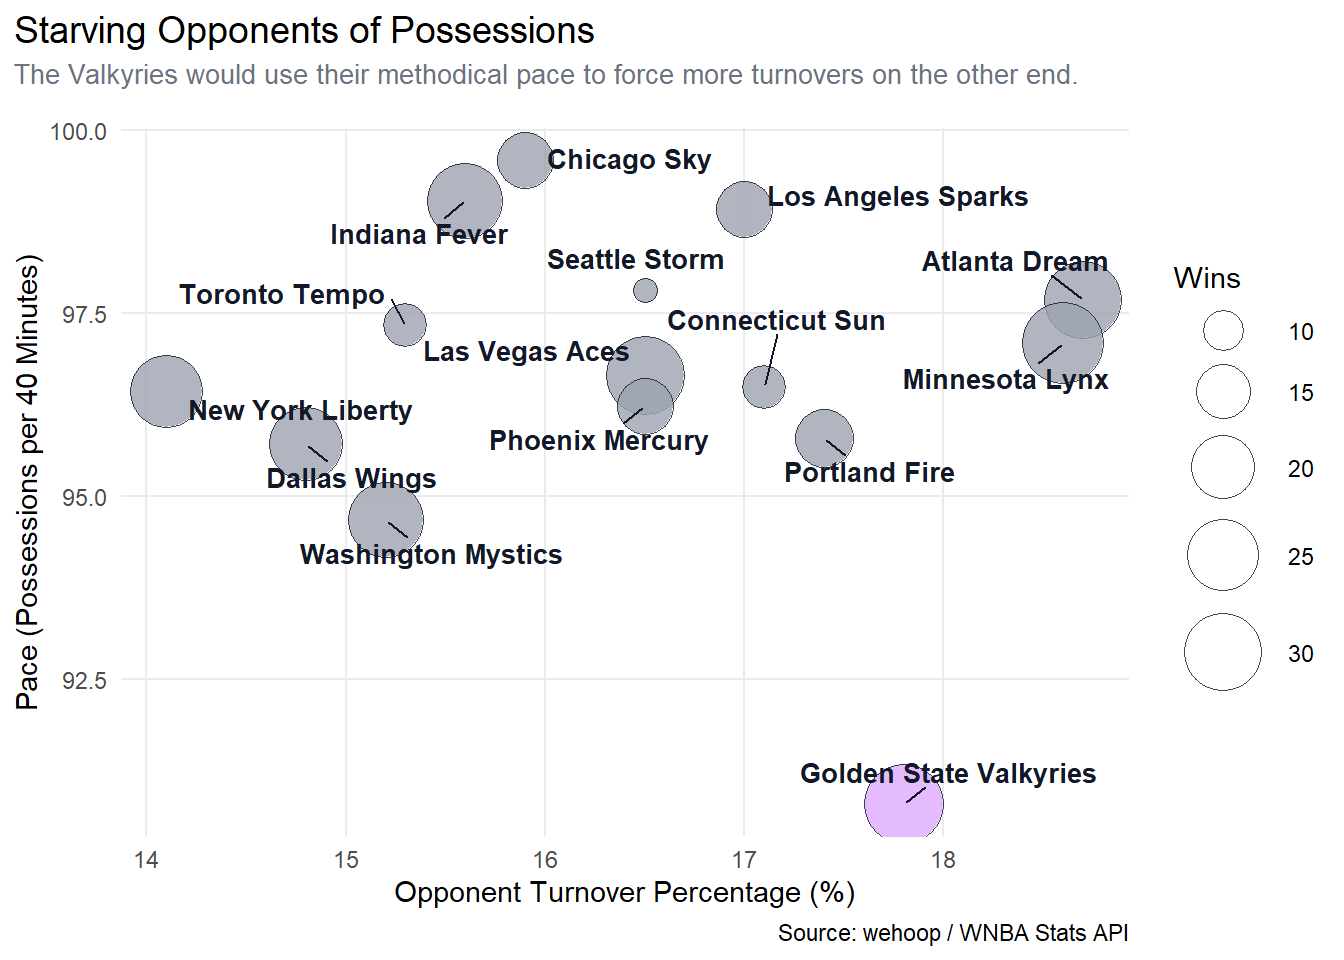 Starving Opponents of Possessions
The Valkyries would use their methodical pace to force more turnovers on the other end.
100.0
97.5
95.0
92.5
Pace (Possessions per 40 Minutes)
Chicago Sky
Los Angeles Sparks
Indiana Fever
Seattle Storm
Atlanta Dream
Toronto Tempo
Connecticut Sun
Las Vegas Aces
Minnesota Lynx
New York Liberty
Phoenix Mercury
Dallas Wings
Portland Fire
Washington Mystics
Golden State Valkyries
14
15
16
17
18
Opponent Turnover Percentage (%)
Wins
10
15
20
25
30
Source: wehoop / WNBA Stats API